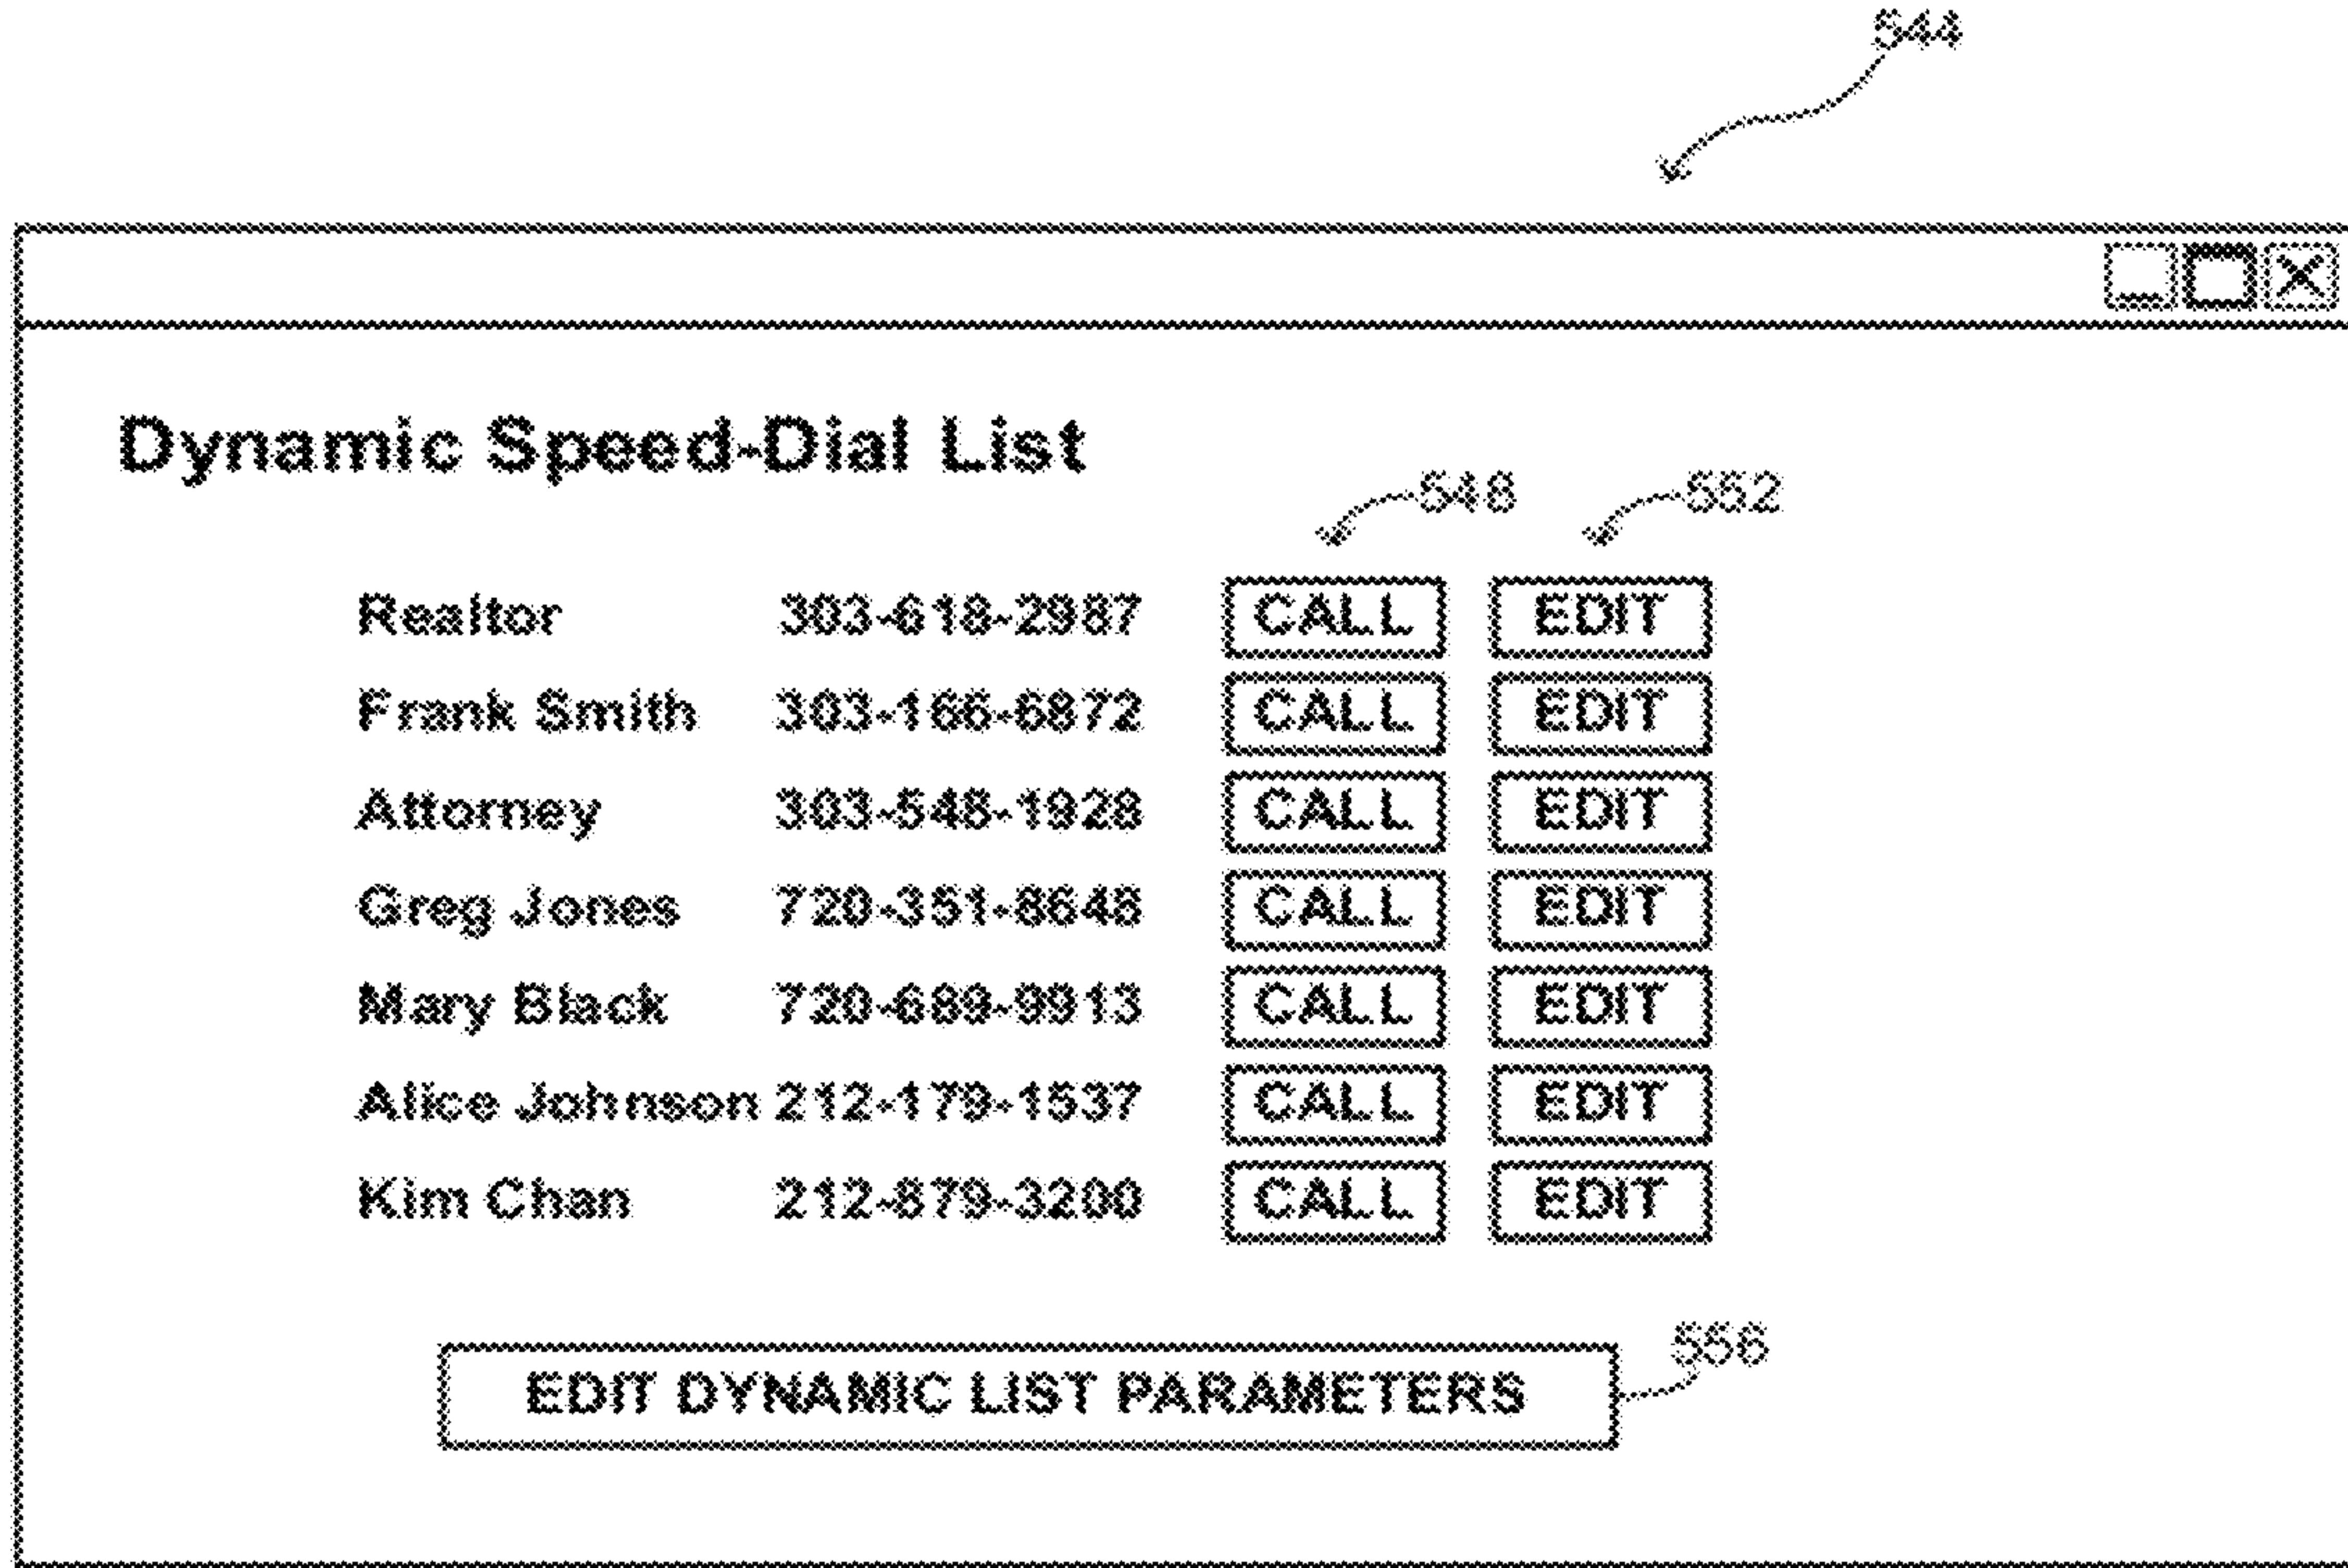 544
Dynamic Speed-Dial List
548 552
Realtor 303-618-2987 CALL EDIT
Frank Smith 303-166-6872 CALL EDIT
Attorney 303-548-1928 CALL EDIT
Greg Jones 720-351-8648 CALL EDIT
Mary Black 720-689-9913 CALL EDIT
Alice Johnson 212-179-1537 CALL EDIT
Kim Chan 212-879-3200 CALL EDIT
556
EDIT DYNAMIC LIST PARAMETERS